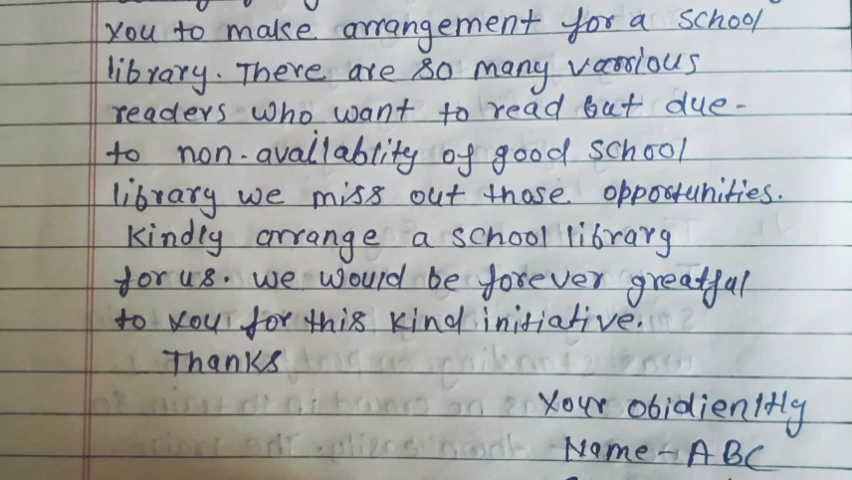 you to make arrangement for a school
library. There are so many varrious
readers who want to read but due-
to non-availablity of good school
library we miss out those opportunities.
Kindly arrange a school library
for us. we would be forever greatful
to you for this kind initiative.
Thanks
Your obidiently
Name - ABC